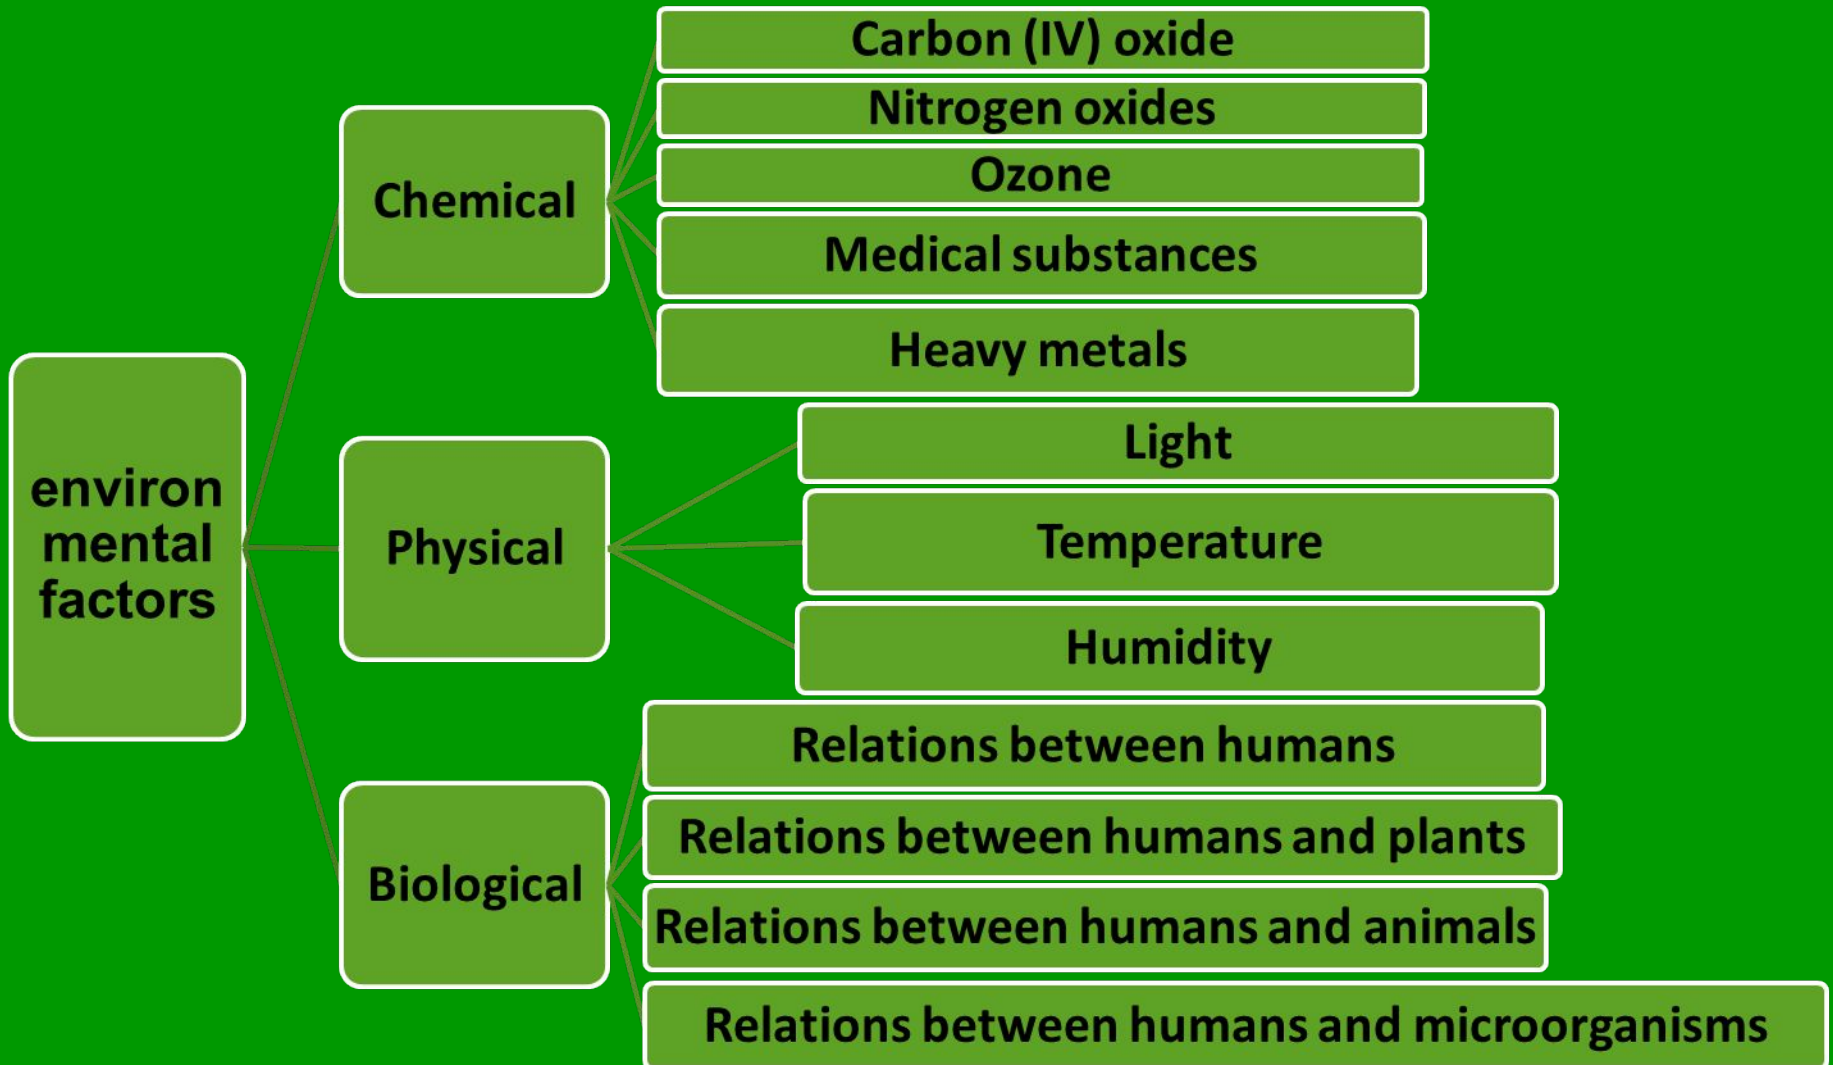 environ
mental
factors
Chemical
Carbon (IV) oxide
Nitrogen oxides
Ozone
Medical substances
Heavy metals
Physical
Light
Temperature
Humidity
Biological
Relations between humans
Relations between humans and plants
Relations between humans and animals
Relations between humans and microorganisms